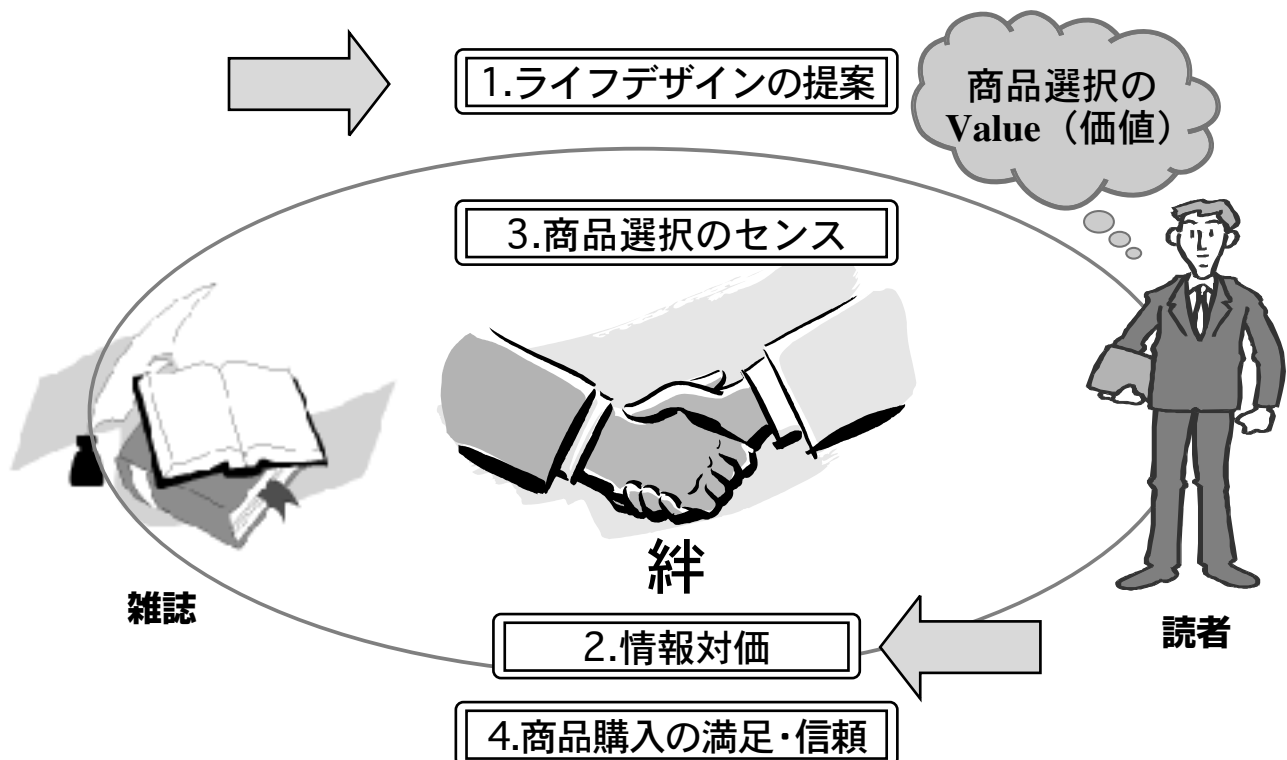 1.ライフデザインの提案
商品選択の
Value（価値）
3.商品選択のセンス
絆
雑誌
読者
2.情報対価
4.商品購入の満足・信頼